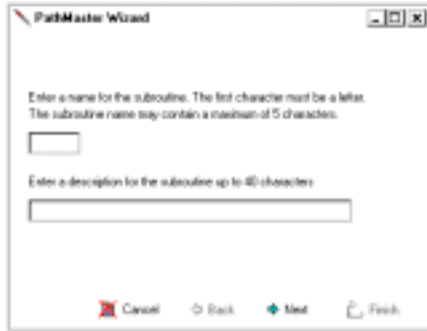 PathMaster Wizard
Enter a name for the subroutine. The first character must be a letter.
The subroutine name may contain a maximum of 5 characters.
Enter a description for the subroutine up to 40 characters
Cancel Back Next Finish